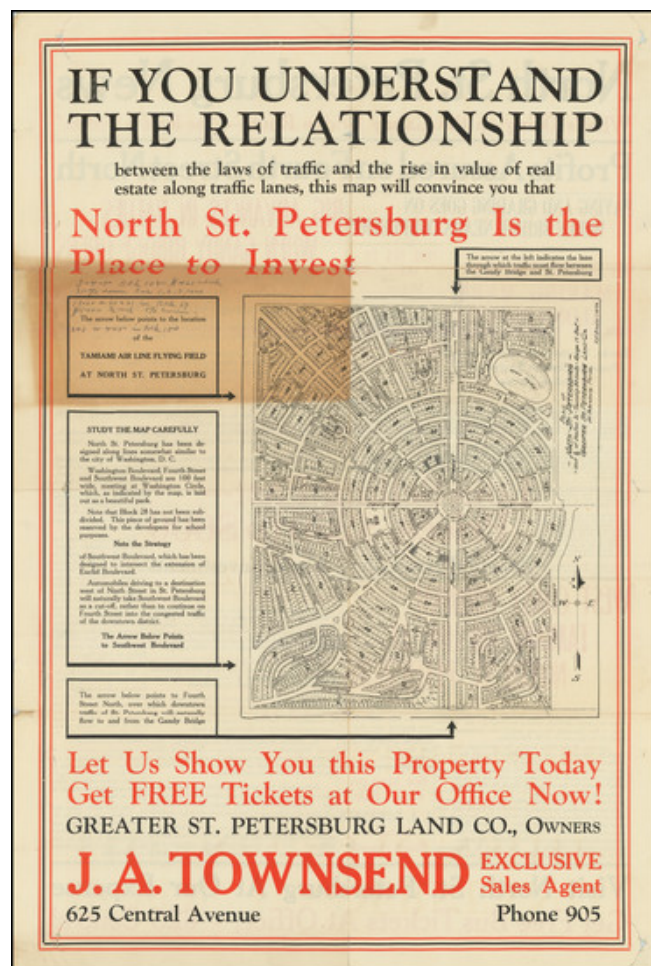 IF YOU UNDERSTAND
THE RELATIONSHIP
between the laws of traffic and the rise in value of real
estate along traffic lanes, this map will convince you that
North St. Petersburg Is the
Place to Invest
The arrow at the left indicates the lane
through which traffic must flow between
the Gandy Bridge and St. Petersburg
The arrow below points to the location
of the
TAMIAMI AIR LINE FLYING FIELD
AT NORTH ST. PETERSBURG
STUDY THE MAP CAREFULLY
North St. Petersburg has been de-
signed along lines somewhat similar to
the city of Washington, D. C.
Washington Boulevard, Fourth Street
and Southwest Boulevard are 100 feet
wide, meeting at Washington Circle,
which, as indicated by the map, is laid
out as a beautiful park.
Note that Block 28 has not been sub-
divided. This piece of ground has been
reserved by the developers for school
purposes.
Note the Strategy
of Southwest Boulevard, which has been
designed to intersect the extension of
Euclid Boulevard.
Automobiles driving to a destination
west of Ninth Street in St. Petersburg
will naturally take Southwest Boulevard
as a cut-off, rather than to continue on
Fourth Street into the congested traffic
of the downtown district.
The Arrow Below Points
to Southwest Boulevard
N
W E
S
The arrow below points to Fourth
Street North, over which downtown
traffic of St. Petersburg will naturally
flow to and from the Gandy Bridge
Let Us Show You this Property Today
Get FREE Tickets at Our Office Now!
GREATER ST. PETERSBURG LAND CO., OWNERS
J. A. TOWNSEND EXCLUSIVE
Sales Agent
625 Central Avenue Phone 905